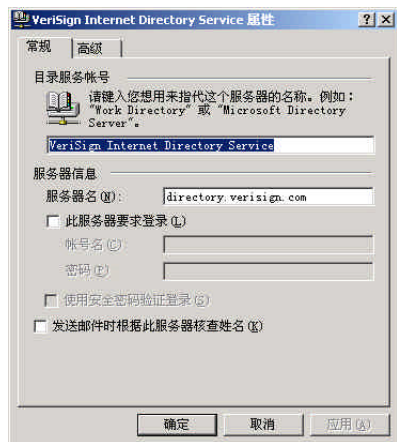 VeriSign Internet Directory Service 属性
常规
高级
目录服务帐号
请键入您想用来指代这个服务器的名称。例如：
"Work Directory" 或 "Microsoft Directory
Server"。
VeriSign Internet Directory Service
服务器信息
服务器名(N):
directory.verisign.com
此服务器要求登录(L)
帐号名(C):
密码(P):
使用安全密码验证登录(S)
发送邮件时根据此服务器核查姓名(K)
确定
取消
应用(A)